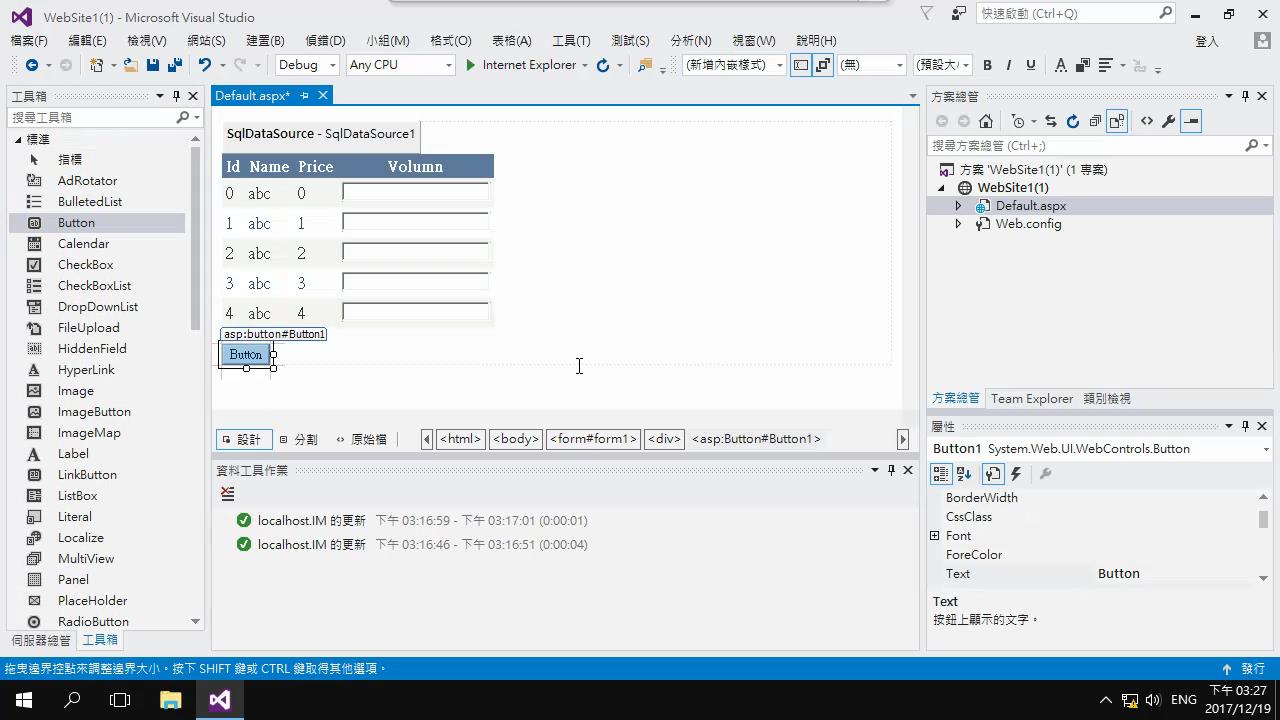 WebSite1(1) - Microsoft Visual Studio
快速啟動 (Ctrl+Q)
檔案(F) 編輯(E) 檢視(V) 網站(S) 建置(B) 偵錯(D) 小組(M) 格式(O) 表格(A) 工具(T) 測試(S) 分析(N) 視窗(W) 說明(H) 登入
Debug Any CPU Internet Explorer (新增內嵌樣式) (無) (預設大/ B I U A
工具箱
搜尋工具箱
標準
指標
AdRotator
BulletedList
Button
Calendar
CheckBox
CheckBoxList
DropDownList
FileUpload
HiddenField
HyperLink
Image
ImageButton
ImageMap
Label
LinkButton
ListBox
Literal
Localize
MultiView
Panel
PlaceHolder
RadioButton
伺服器總管 工具箱
Default.aspx*
SqlDataSource - SqlDataSource1
Id Name Price Volumn
0 abc 0
1 abc 1
2 abc 2
3 abc 3
4 abc 4
asp:button#Button1
Button
設計 分割 原始檔 <html> <body> <form#form1> <div> <asp:Button#Button1>
資料工具作業
localhost.IM 的更新 下午 03:16:59 - 下午 03:17:01 (0:00:01)
localhost.IM 的更新 下午 03:16:46 - 下午 03:16:51 (0:00:04)
方案總管
搜尋方案總管 (Ctrl+;)
方案 'WebSite1(1)' (1 專案)
WebSite1(1)
Default.aspx
Web.config
方案總管 Team Explorer 類別檢視
屬性
Button1 System.Web.UI.WebControls.Button
BorderWidth
CssClass
Font
ForeColor
Text Button
Text
按鈕上顯示的文字。
拖曳邊界控點來調整邊界大小。按下 SHIFT 鍵或 CTRL 鍵取得其他選項。 發行
ENG 下午 03:27
2017/12/19